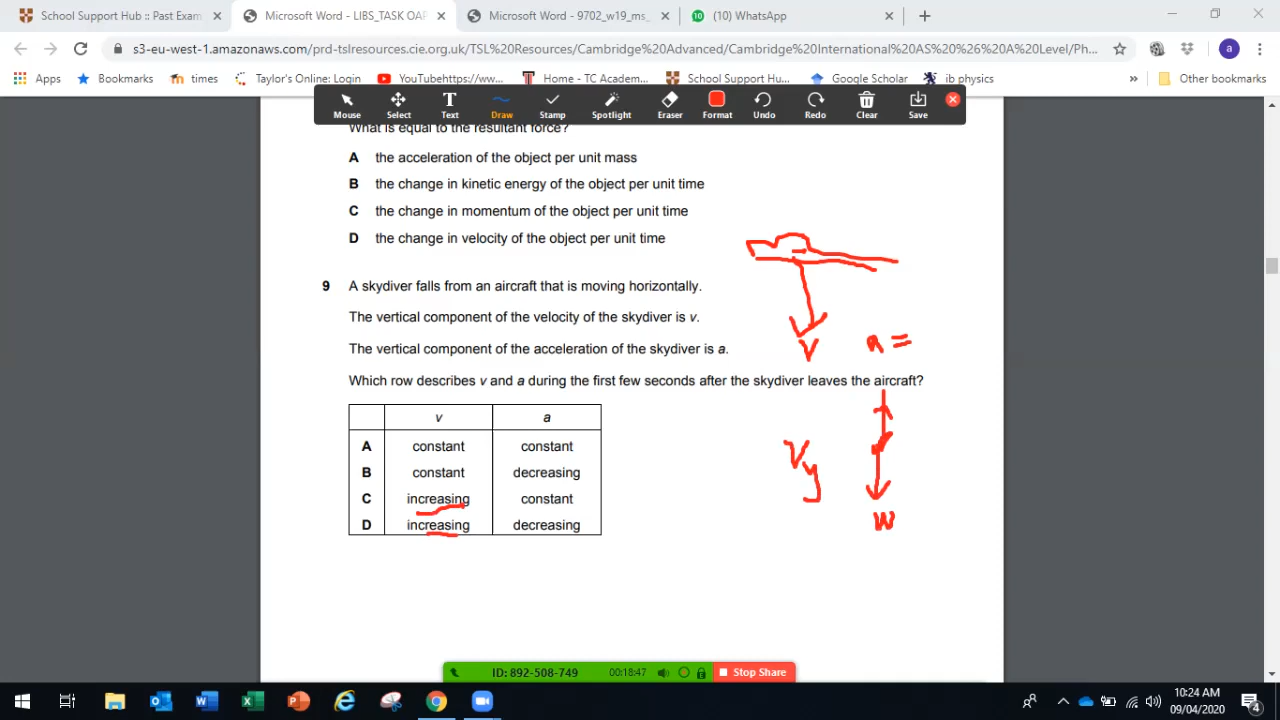 School Support Hub :: Past Exam
Microsoft Word - LIBS_TASK OAP
Microsoft Word - 9702_w19_ms_
(10) WhatsApp
s3-eu-west-1.amazonaws.com/prd-tslresources.cie.org.uk/TSL%20Resources/Cambridge%20Advanced/Cambridge%20International%20AS%20%26%20A%20Level/Ph...
a
Apps
Bookmarks
times
Taylor's Online: Login
YouTubehttps://ww...
Home - TC Academ...
School Support Hu...
Google Scholar
ib physics
»
Other bookmarks
Mouse
Select
Text
Draw
Stamp
Spotlight
Eraser
Format
Undo
Redo
Clear
Save
What is equal to the resultant force?
A the acceleration of the object per unit mass
B the change in kinetic energy of the object per unit time
C the change in momentum of the object per unit time
D the change in velocity of the object per unit time
9 A skydiver falls from an aircraft that is moving horizontally.
The vertical component of the velocity of the skydiver is v.
V
a =
The vertical component of the acceleration of the skydiver is a.
Which row describes v and a during the first few seconds after the skydiver leaves the aircraft?
v a
A constant constant
B constant decreasing
C increasing constant
D increasing decreasing
Vy
W
ID: 892-508-749
00:18:47
Stop Share
10:24 AM
09/04/2020
4